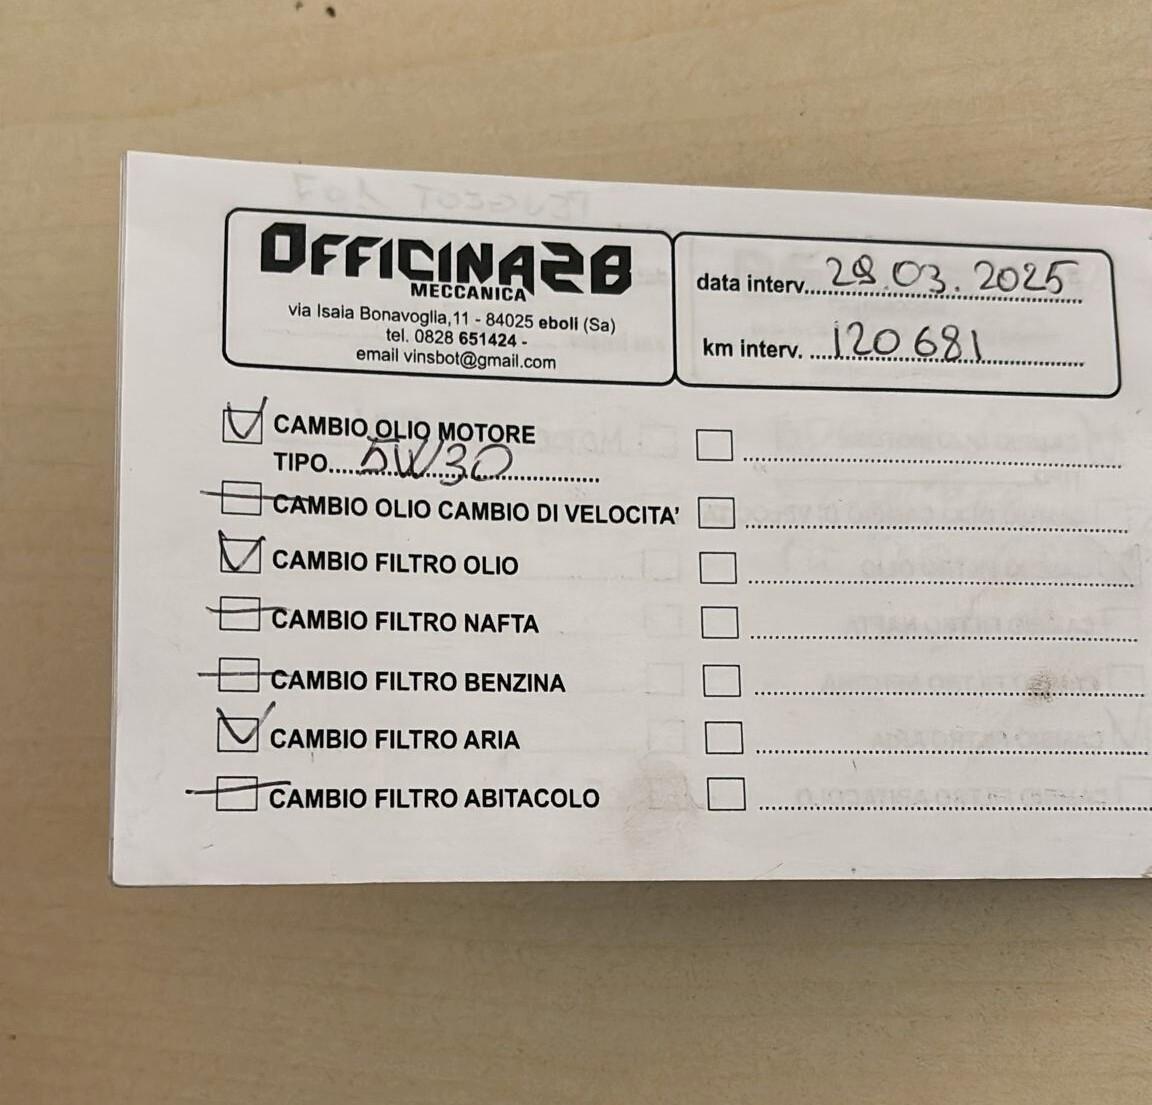 OFFICINA28
MECCANICA
via Isaia Bonavoglia,11 - 84025 eboli (Sa)
tel. 0828 651424 -
email vinsbot@gmail.com
data interv. 28.03.2025
km interv. 120681
CAMBIO OLIO MOTORE
TIPO 5W30
CAMBIO OLIO CAMBIO DI VELOCITA'
CAMBIO FILTRO OLIO
CAMBIO FILTRO NAFTA
CAMBIO FILTRO BENZINA
CAMBIO FILTRO ARIA
CAMBIO FILTRO ABITACOLO